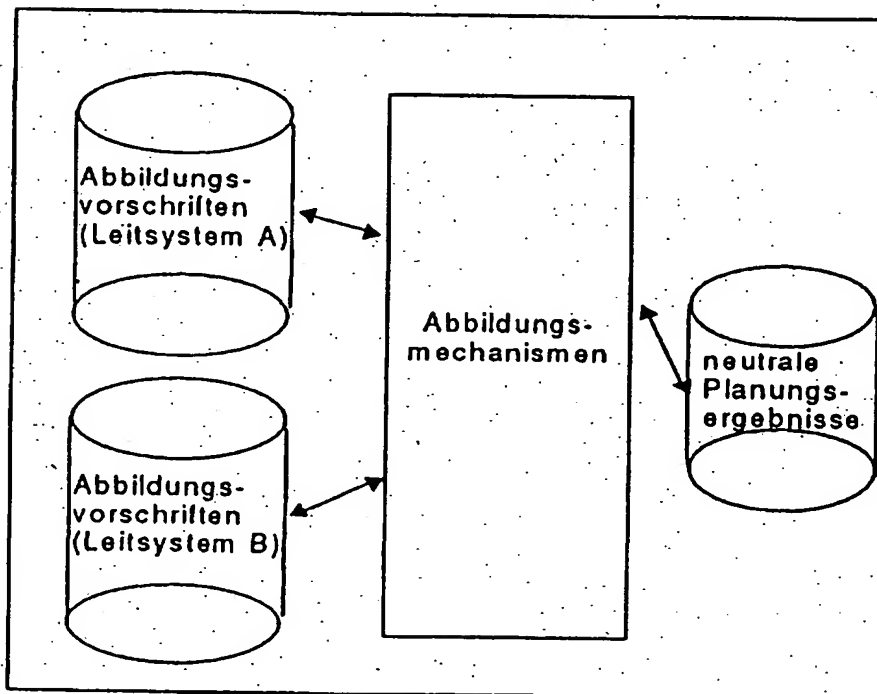 Abbildungs-
vorschriften
(Leitsystem A)
Abbildungs-
vorschriften
(Leitsystem B)
Abbildungs-
mechanismen
neutrale
Planungs-
ergebnisse